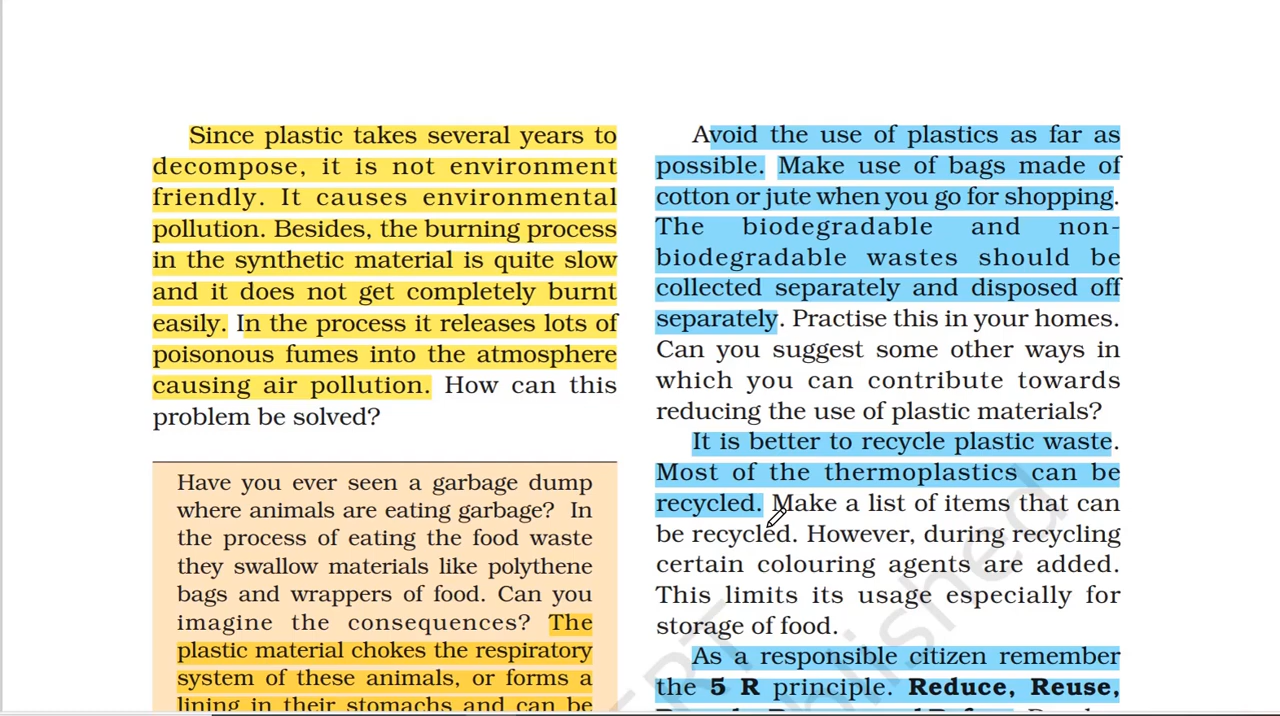 Since plastic takes several years to
decompose, it is not environment
friendly. It causes environmental
pollution. Besides, the burning process
in the synthetic material is quite slow
and it does not get completely burnt
easily. In the process it releases lots of
poisonous fumes into the atmosphere
causing air pollution. How can this
problem be solved?
Have you ever seen a garbage dump
where animals are eating garbage? In
the process of eating the food waste
they swallow materials like polythene
bags and wrappers of food. Can you
imagine the consequences? The
plastic material chokes the respiratory
system of these animals, or forms a
lining in their stomachs and can be
Avoid the use of plastics as far as
possible. Make use of bags made of
cotton or jute when you go for shopping.
The biodegradable and non-
biodegradable wastes should be
collected separately and disposed off
separately. Practise this in your homes.
Can you suggest some other ways in
which you can contribute towards
reducing the use of plastic materials?
It is better to recycle plastic waste.
Most of the thermoplastics can be
recycled. Make a list of items that can
be recycled. However, during recycling
certain colouring agents are added.
This limits its usage especially for
storage of food.
As a responsible citizen remember
the 5 R principle. Reduce, Reuse,